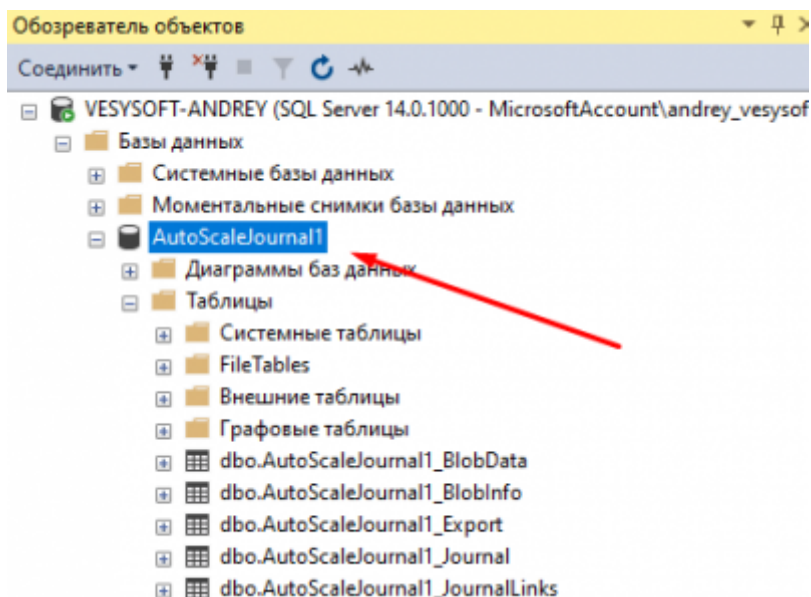 Обозреватель объектов
Соединить
VESYSOFT-ANDREY (SQL Server 14.0.1000 - MicrosoftAccount\andrey_vesysof
Базы данных
Системные базы данных
Моментальные снимки базы данных
AutoScaleJournal1
Диаграммы баз данных
Таблицы
Системные таблицы
FileTables
Внешние таблицы
Графовые таблицы
dbo.AutoScaleJournal1_BlobData
dbo.AutoScaleJournal1_BlobInfo
dbo.AutoScaleJournal1_Export
dbo.AutoScaleJournal1_Journal
dbo.AutoScaleJournal1_JournalLinks